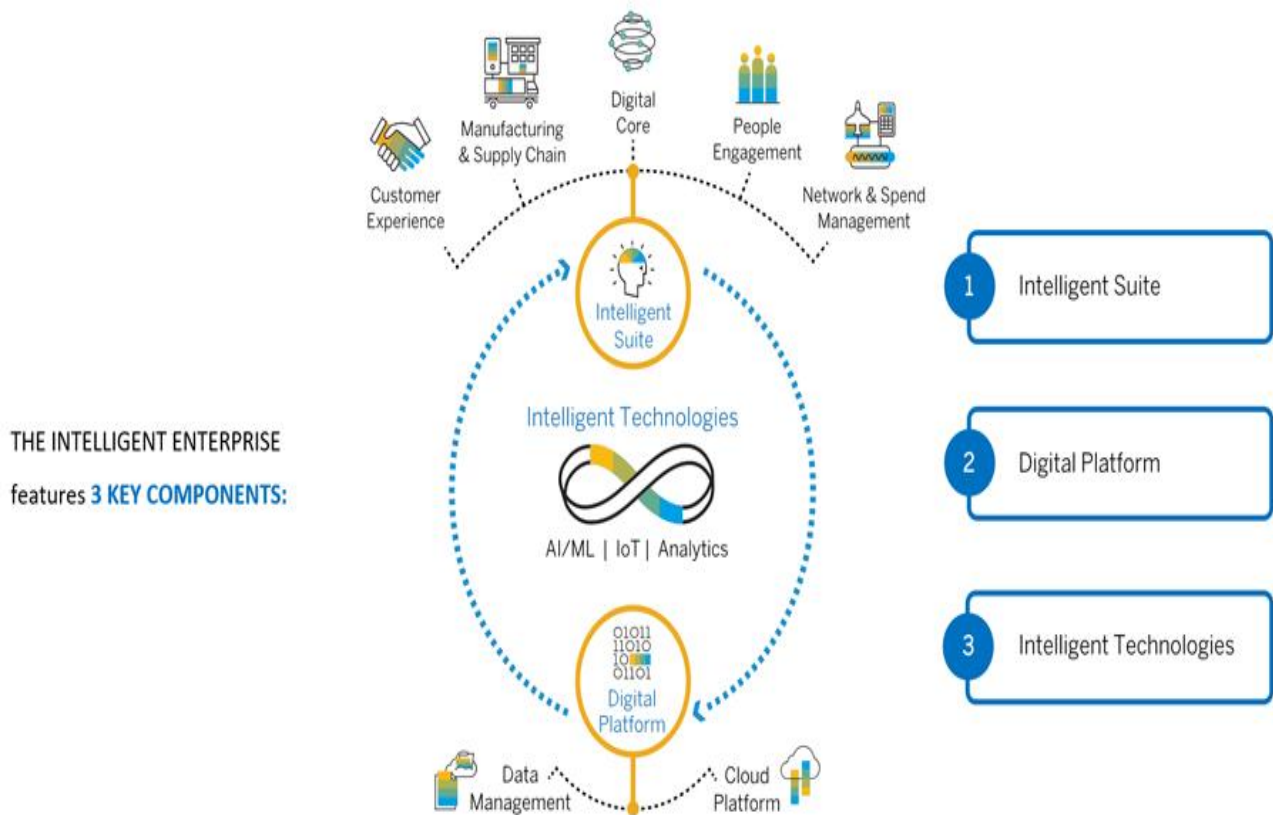 THE INTELLIGENT ENTERPRISE
features 3 KEY COMPONENTS:
Customer
Experience
Manufacturing
& Supply Chain
Digital
Core
People
Engagement
Network & Spend
Management
Intelligent
Suite
Intelligent Technologies
AI/ML | IoT | Analytics
01011
11010
10
01101
Digital
Platform
Data
Management
Cloud
Platform
1 Intelligent Suite
2 Digital Platform
3 Intelligent Technologies